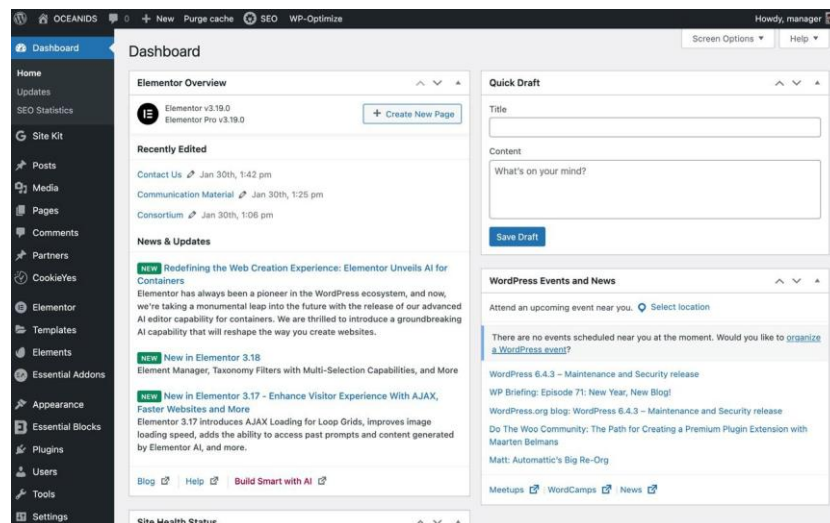 OCEANIDS 0 + New Purge cache SEO WP-Optimize Howdy, manager
Screen Options Help
Dashboard
Home
Updates
SEO Statistics
Site Kit
Posts
Media
Pages
Comments
Partners
CookieYes
Elementor
Templates
Elements
Essential Addons
Appearance
Essential Blocks
Plugins
Users
Tools
Settings
Dashboard
Elementor Overview
Elementor v3.19.0
Elementor Pro v3.19.0
+ Create New Page
Recently Edited
Contact Us Jan 30th, 1:42 pm
Communication Material Jan 30th, 1:25 pm
Consortium Jan 30th, 1:06 pm
News & Updates
NEW Redefining the Web Creation Experience: Elementor Unveils AI for
Containers
Elementor has always been a pioneer in the WordPress ecosystem, and now,
we're taking a monumental leap into the future with the release of our advanced
AI editor capability for containers. We are thrilled to introduce a groundbreaking
AI capability that will reshape the way you create websites.
NEW New in Elementor 3.18
Element Manager, Taxonomy Filters with Multi-Selection Capabilities, and More
NEW New in Elementor 3.17 - Enhance Visitor Experience With AJAX,
Faster Websites and More
Elementor 3.17 introduces AJAX Loading for Loop Grids, improves image
loading speed, adds the ability to access past prompts and content generated
by Elementor AI, and more.
Blog Help Build Smart with AI
Site Health Status
Quick Draft
Title
Content
What's on your mind?
Save Draft
WordPress Events and News
Attend an upcoming event near you. Select location
There are no events scheduled near you at the moment. Would you like to organize
a WordPress event?
WordPress 6.4.3 – Maintenance and Security release
WP Briefing: Episode 71: New Year, New Blog!
WordPress.org blog: WordPress 6.4.3 – Maintenance and Security release
Do The Woo Community: The Path for Creating a Premium Plugin Extension with
Maarten Belmans
Matt: Automattic's Big Re-Org
Meetups WordCamps News